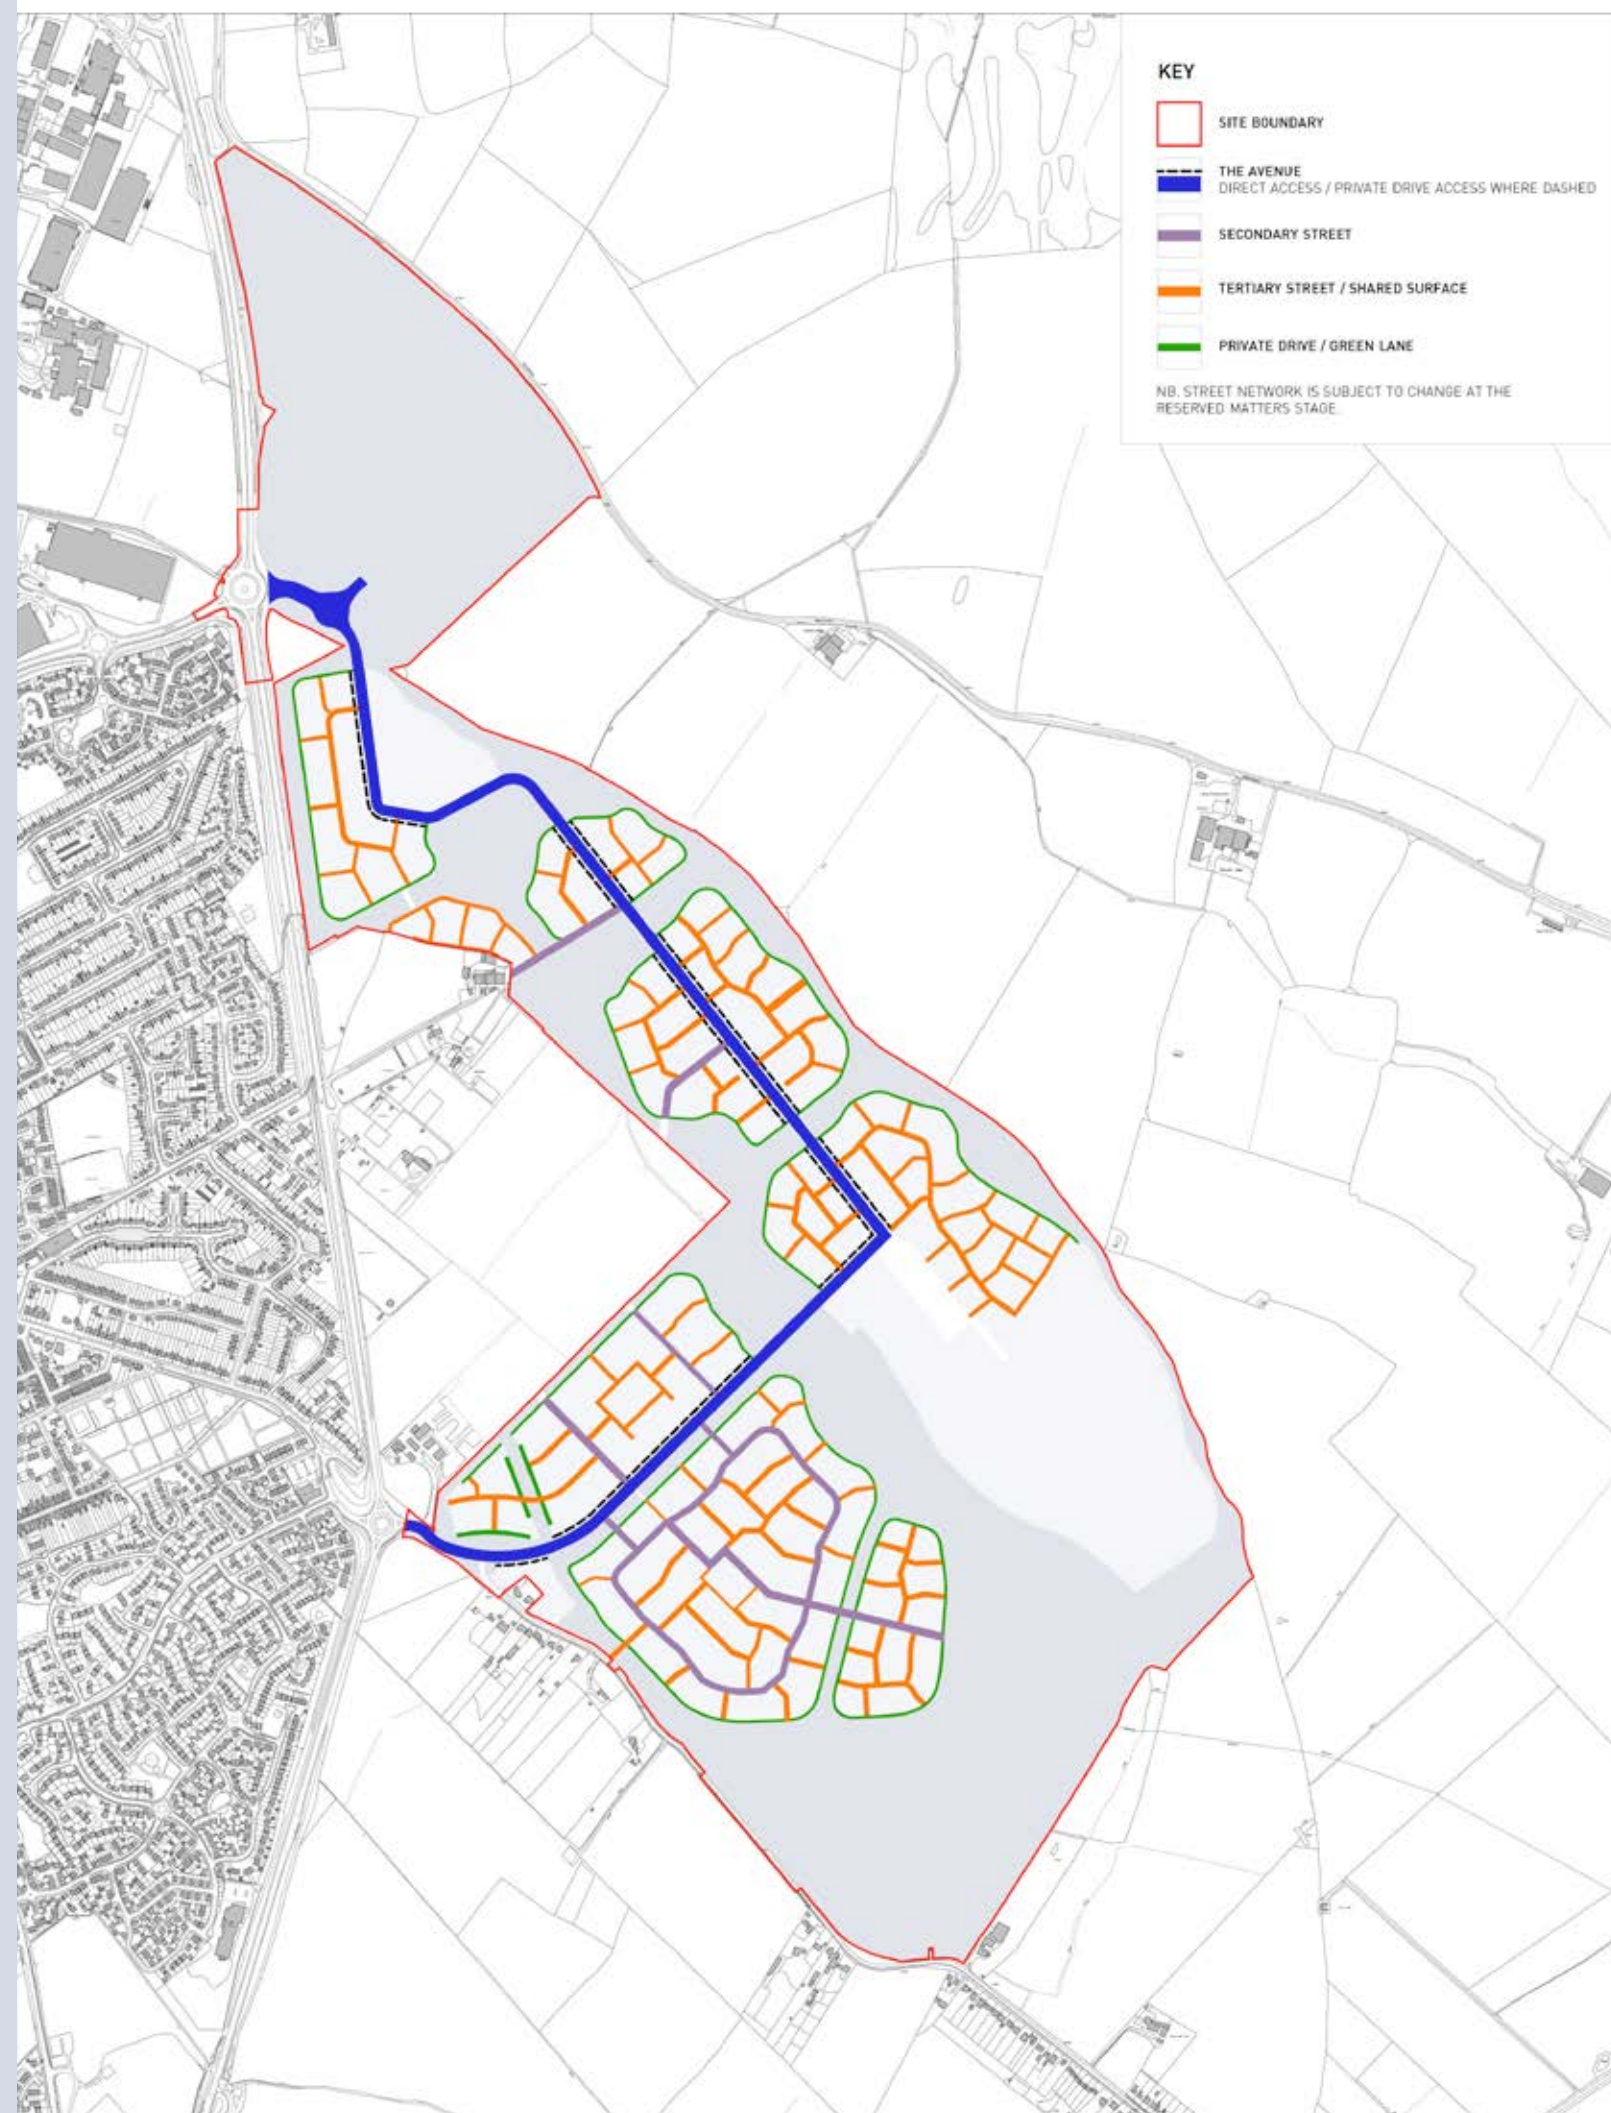 KEY
SITE BOUNDARY
THE AVENUE
DIRECT ACCESS / PRIVATE DRIVE ACCESS WHERE DASHED
SECONDARY STREET
TERTIARY STREET / SHARED SURFACE
PRIVATE DRIVE / GREEN LANE
NB. STREET NETWORK IS SUBJECT TO CHANGE AT THE
RESERVED MATTERS STAGE.